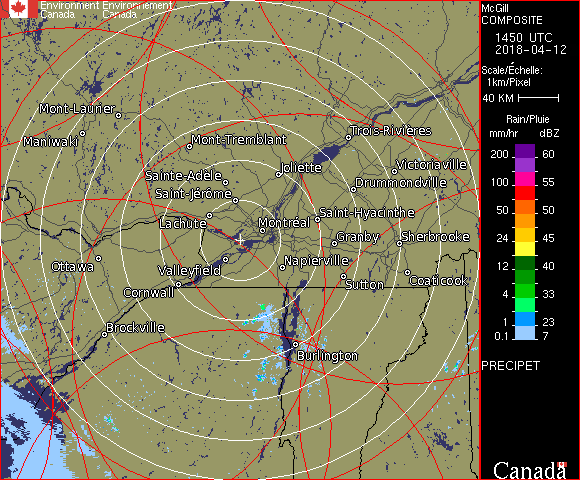 Environment Environnement
Canada Canada
McGill
COMPOSITE
1450 UTC
2018-04-12
Scale/Échelle:
1km/Pixel
40 KM
Rain/Pluie
mm/hr dBZ
200 60
100 55
50 50
24 45
12 40
4 33
1 23
0.1 7
PRECIPET
Canada
Mont-Laurier
Maniwaki
Mont-Tremblant
Trois-Rivières
Joliette
Victoriaville
Sainte-Adèle
Drummondville
Saint-Jérôme
Saint-Hyacinthe
Lachute
Montréal
Granby
Sherbrooke
Ottawa
Valleyfield
Napierville
Cornwall
Sutton
Coaticook
Brockville
Burlington